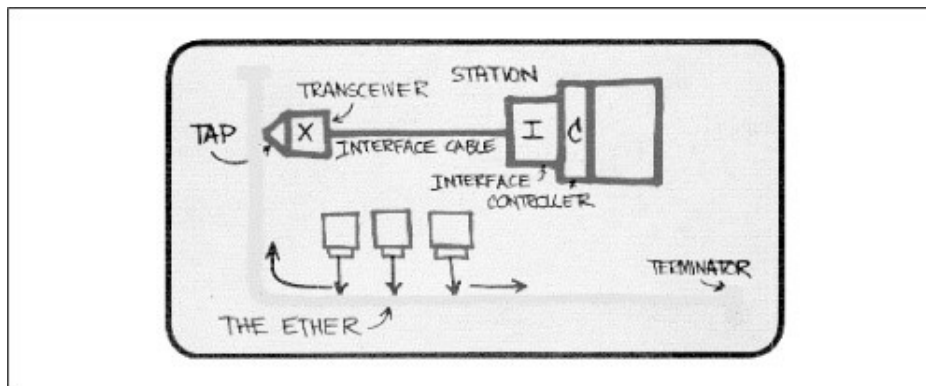 STATION
TRANSCEIVER
TAP
X
I
C
INTERFACE CABLE
INTERFACE
CONTROLLER
TERMINATOR
THE ETHER